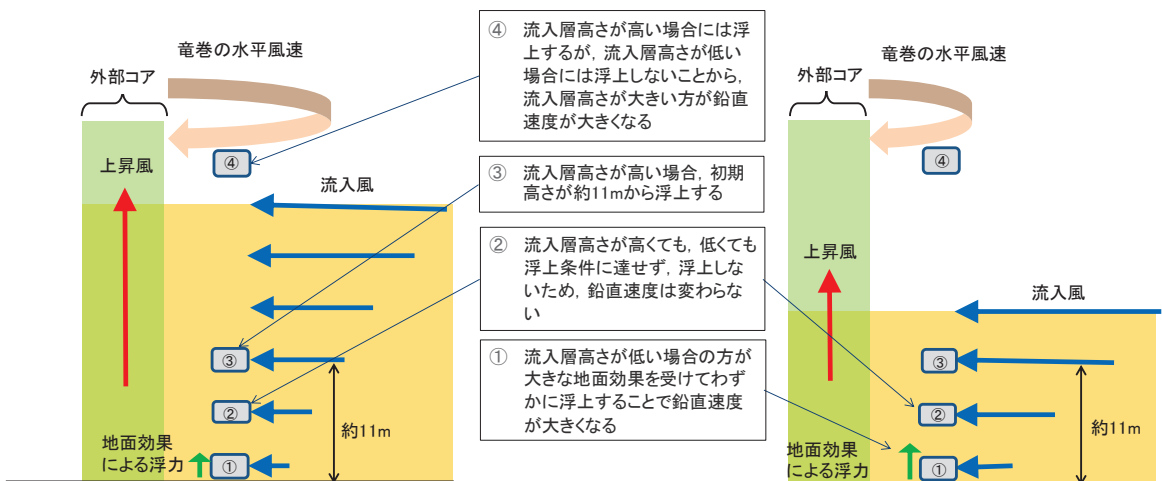 竜巻の水平風速
外部コア
④
上昇風
流入風
③
②
約11m
地面効果
による浮力
①
④ 流入層高さが高い場合には浮
上するが，流入層高さが低い
場合には浮上しないことから，
流入層高さが大きい方が鉛直
速度が大きくなる
③ 流入層高さが高い場合，初期
高さが約11mから浮上する
② 流入層高さが高くても，低くても
浮上条件に達せず，浮上しな
いため，鉛直速度は変わらな
い
① 流入層高さが低い場合の方が
大きな地面効果を受けてわず
かに浮上することで鉛直速度
が大きくなる
竜巻の水平風速
外部コア
④
上昇風
流入風
③
②
約11m
地面効果
による浮力
①